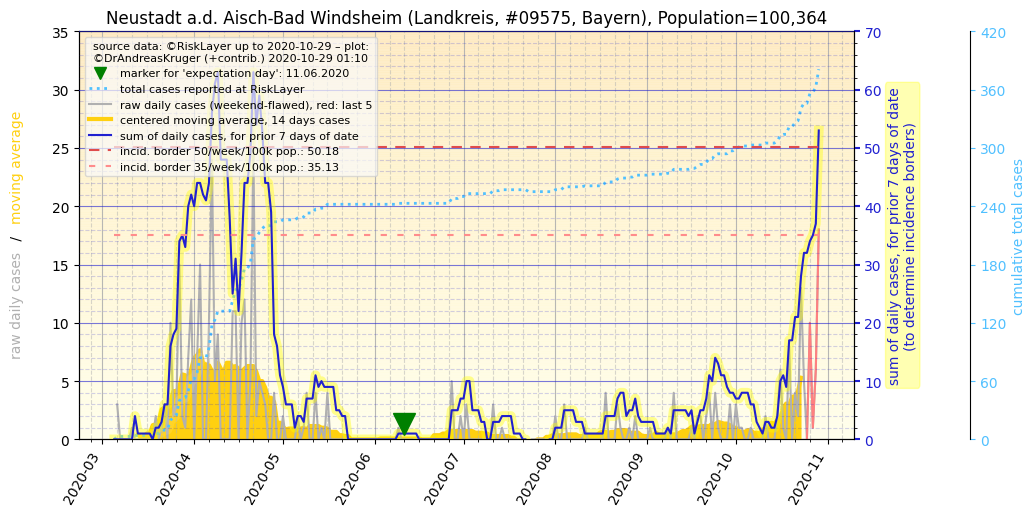 Neustadt a.d. Aisch-Bad Windsheim (Landkreis, #09575, Bayern), Population=100,364
source data: ©RiskLayer up to 2020-10-29 – plot:
©DrAndreasKruger (+contrib.) 2020-10-29 01:10
marker for 'expectation day': 11.06.2020
total cases reported at RiskLayer
raw daily cases (weekend-flawed), red: last 5
centered moving average, 14 days cases
sum of daily cases, for prior 7 days of date
incid. border 50/week/100k pop.: 50.18
incid. border 35/week/100k pop.: 35.13
raw daily cases / moving average
35
30
25
20
15
10
5
0
2020-03
2020-04
2020-05
2020-06
2020-07
2020-08
2020-09
2020-10
2020-11
70
60
50
40
30
20
10
0
sum of daily cases, for prior 7 days of date
(to determine incidence borders)
420
360
300
240
180
120
60
0
cumulative total cases